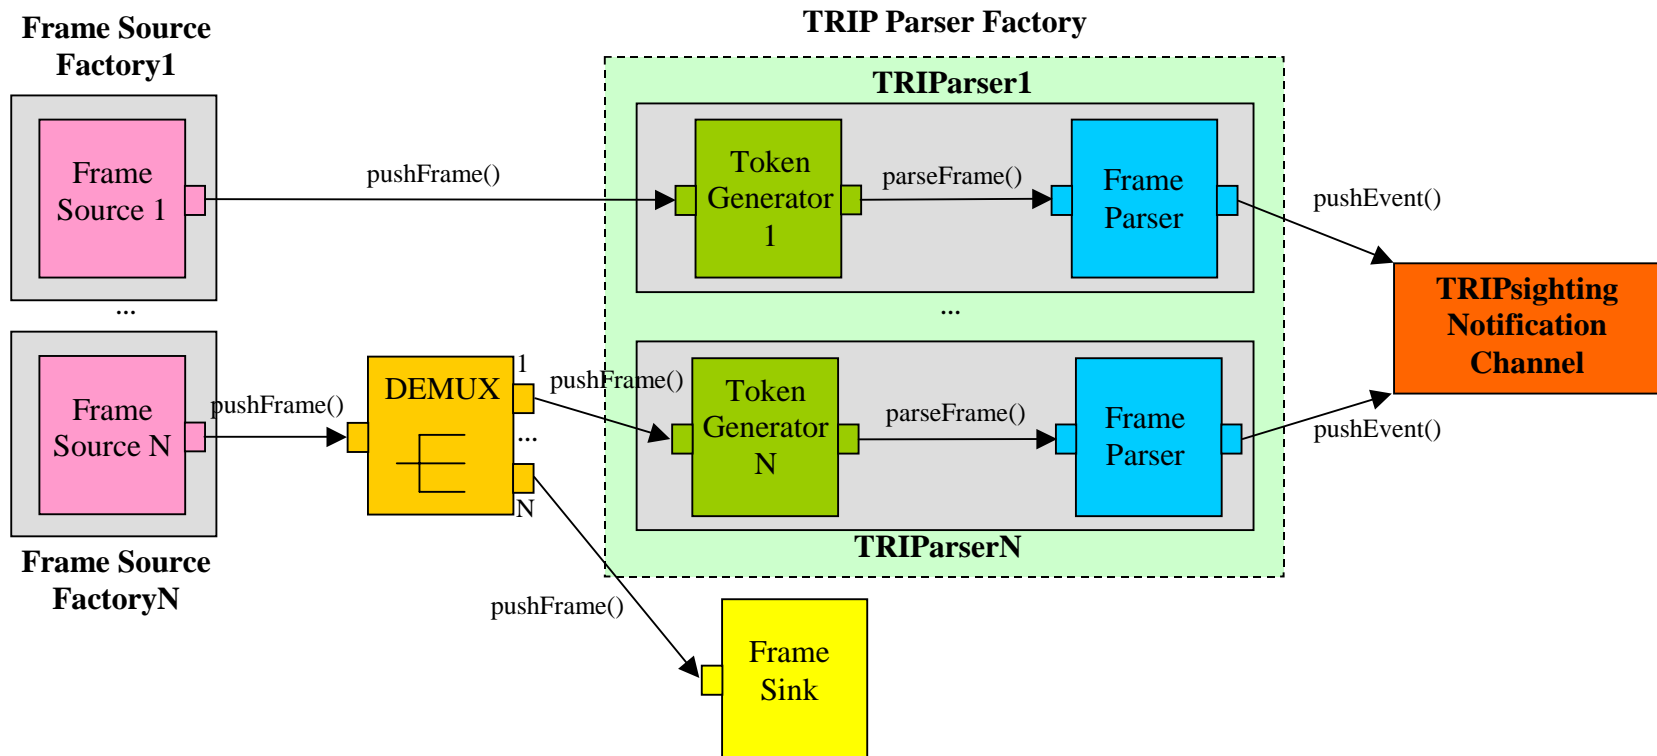 TRIP Parser Factory
Frame Source
Factory1
TRIParser1
Frame
Source 1
pushFrame()
Token
Generator
1
parseFrame()
Frame
Parser
pushEvent()
...
...
TRIPsighting
Notification
Channel
Frame
Source N
pushFrame()
DEMUX
1
...
N
pushFrame()
Token
Generator
N
parseFrame()
Frame
Parser
pushEvent()
TRIParserN
Frame Source
FactoryN
pushFrame()
Frame
Sink